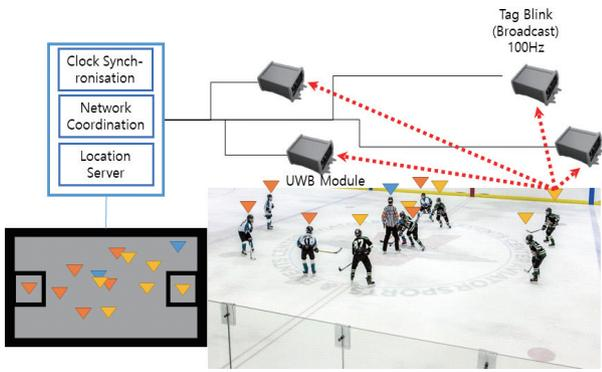 Tag Blink
(Broadcast)
100Hz
Clock Synch-
ronisation
Network
Coordination
Location
Server
UWB Module